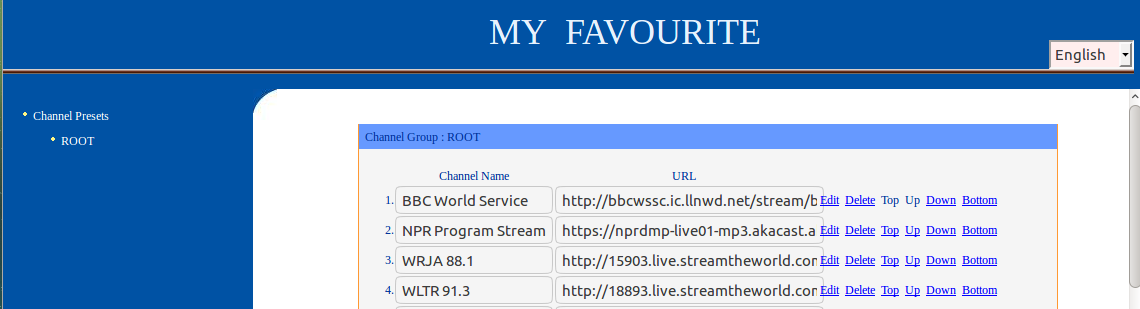 MY FAVOURITE
English
Channel Presets
ROOT
Channel Group : ROOT
Channel Name URL
1. BBC World Service http://bbcwssc.ic.llnwd.net/stream/b Edit Delete Top Up Down Bottom
2. NPR Program Stream https://nprdmp-live01-mp3.akacast.a Edit Delete Top Up Down Bottom
3. WRJA 88.1 http://15903.live.streamtheworld.con Edit Delete Top Up Down Bottom
4. WLTR 91.3 http://18893.live.streamtheworld.con Edit Delete Top Up Down Bottom